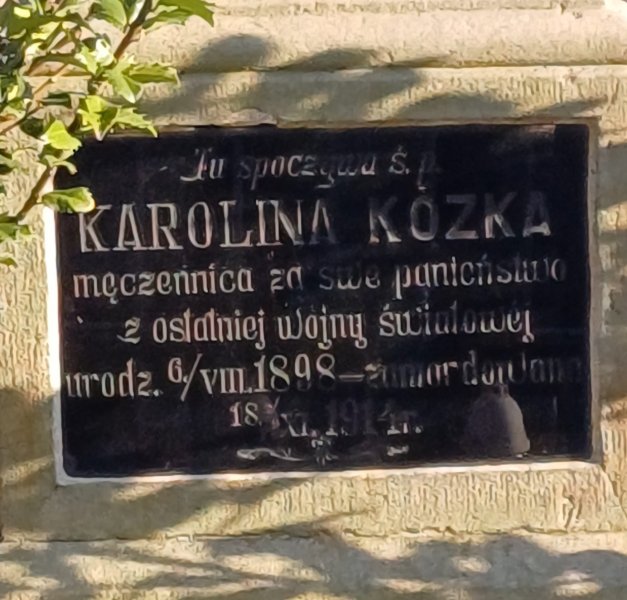 Tu spoczywa ś. p.
KAROLINA KÓZKA
męczennica za swe panieństwo
z ostatniej wojny światowej
urodz. 6/VIII. 1898 – zamordowana
18/XI. 1914 r.